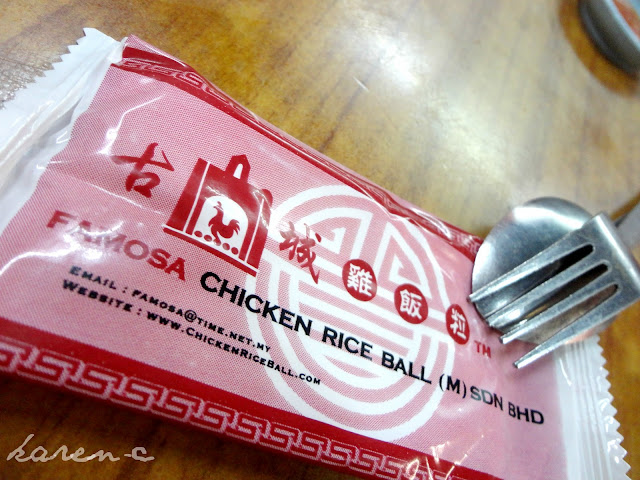 古城雞飯粒 TM
FAMOSA CHICKEN RICE BALL (M) SDN BHD
EMAIL : FAMOSA@TIME.NET.MY
WEBSITE : WWW.CHICKENRICEBALL.COM
karen-c